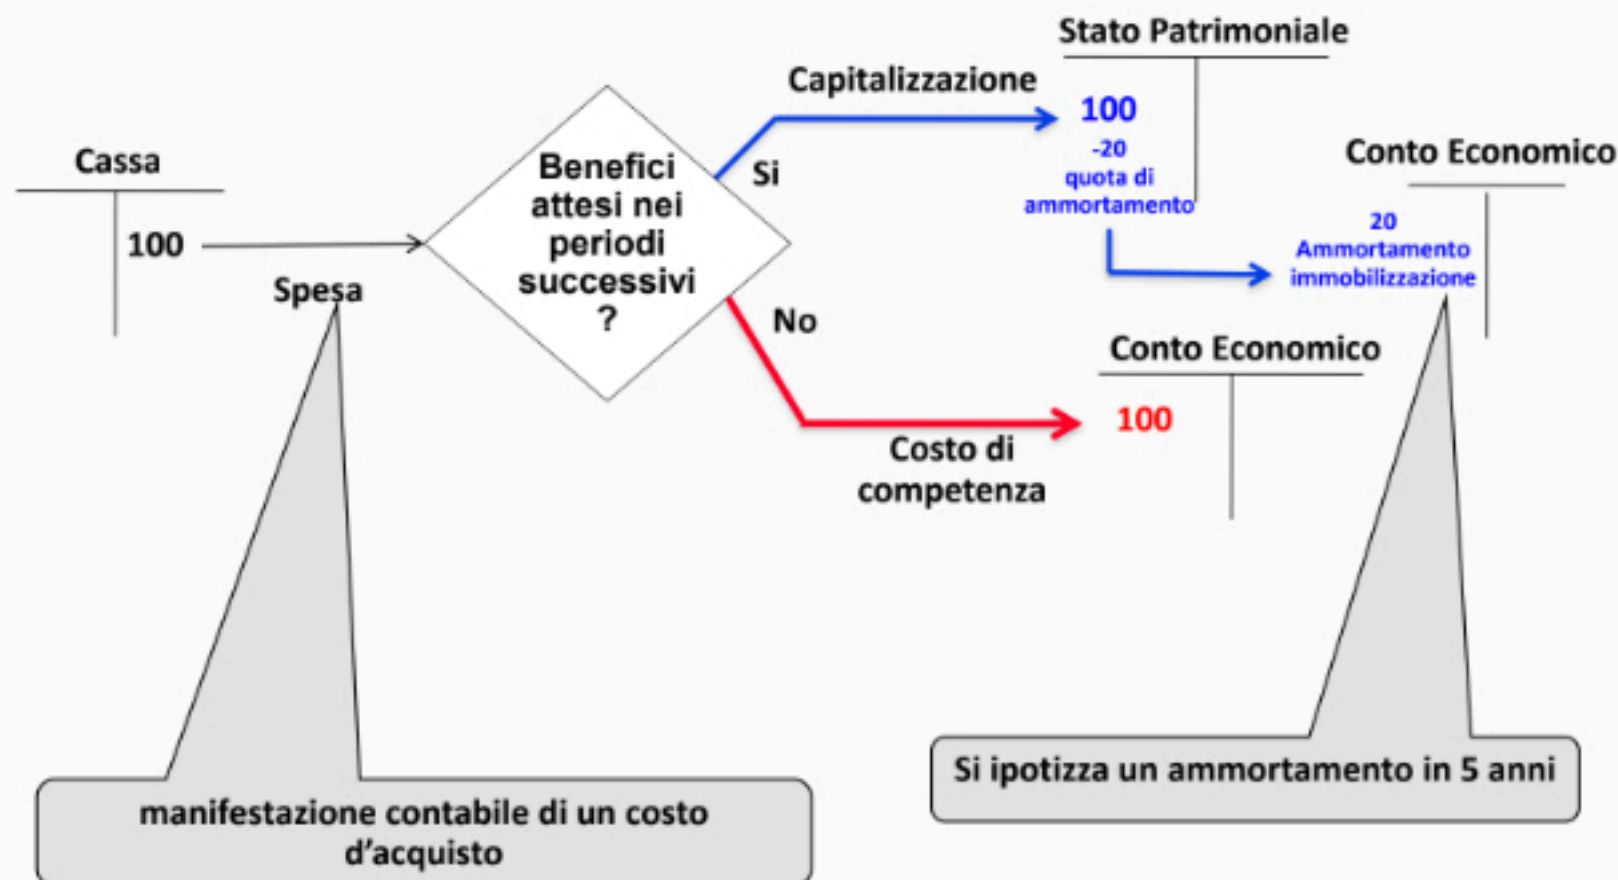 Stato Patrimoniale
Capitalizzazione
100
-20
quota di
ammortamento
Cassa
100
Spesa
Benefici
attesi nei
periodi
successivi
?
Si
No
Conto Economico
20
Ammortamento
immobilizzazione
Conto Economico
100
Costo di
competenza
Si ipotizza un ammortamento in 5 anni
manifestazione contabile di un costo
d'acquisto